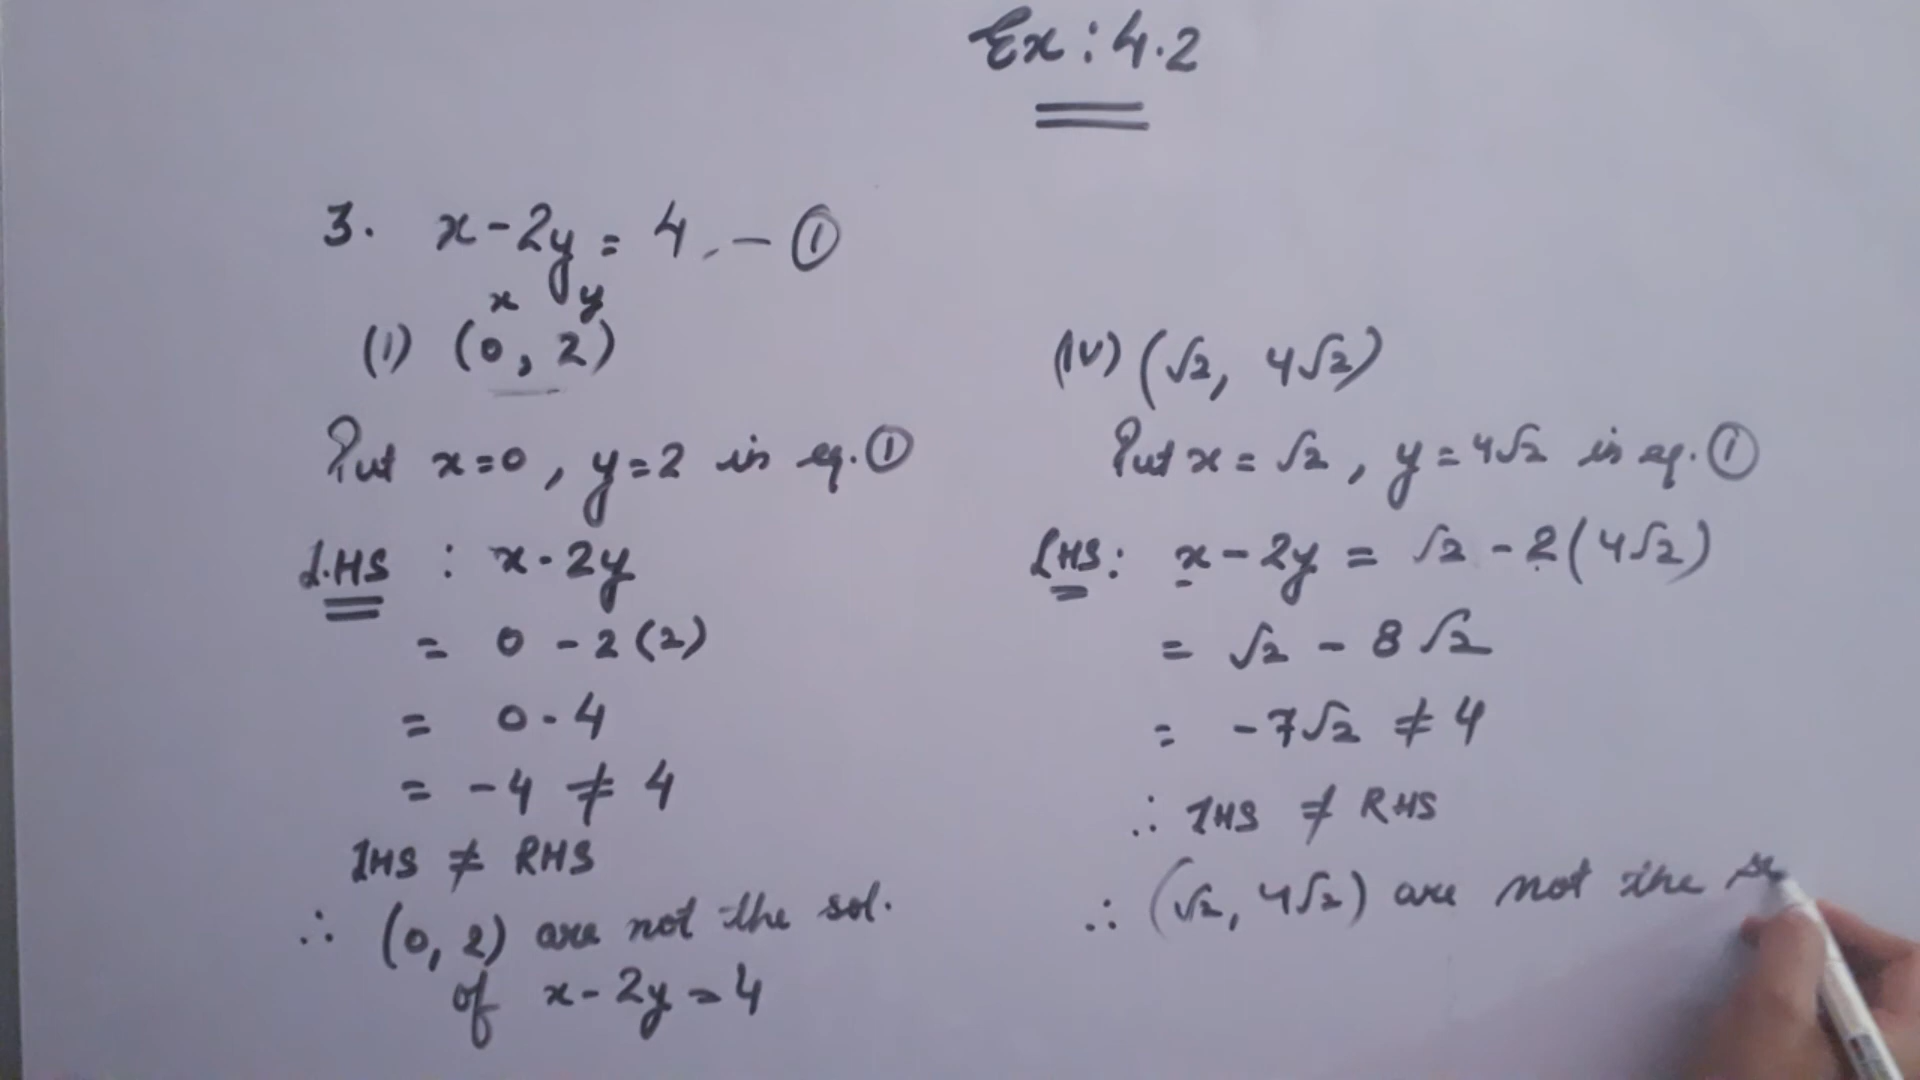 Ex: 4.2
3. x - 2y = 4 - ①
x y
(i) (0, 2)
Put x=0, y=2 in eq. ①
LHS : x - 2y
= 0 - 2(2)
= 0 - 4
= -4 ≠ 4
LHS ≠ RHS
∴ (0, 2) are not the sol.
of x - 2y = 4
(iv) (√2, 4√2)
Put x = √2, y = 4√2 in eq. ①
LHS: x - 2y = √2 - 2(4√2)
= √2 - 8√2
= -7√2 ≠ 4
∴ LHS ≠ RHS
∴ (√2, 4√2) are not the